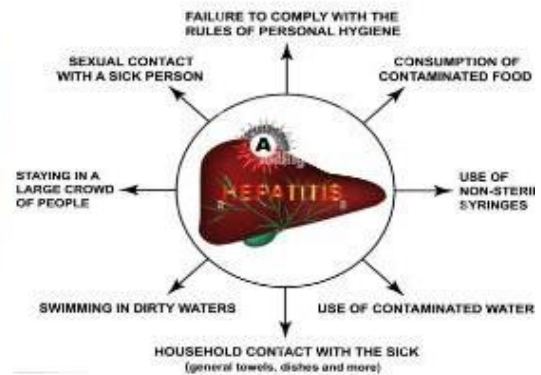 FAILURE TO COMPLY WITH THE
RULES OF PERSONAL HYGIENE
SEXUAL CONTACT
WITH A SICK PERSON
CONSUMPTION OF
CONTAMINATED FOOD
A
STAYING IN A
LARGE CROWD
OF PEOPLE
HEPATITIS
USE OF
NON-STERIL
SYRINGES
SWIMMING IN DIRTY WATERS
USE OF CONTAMINATED WATER
HOUSEHOLD CONTACT WITH THE SICK
(general towels, dishes and more)